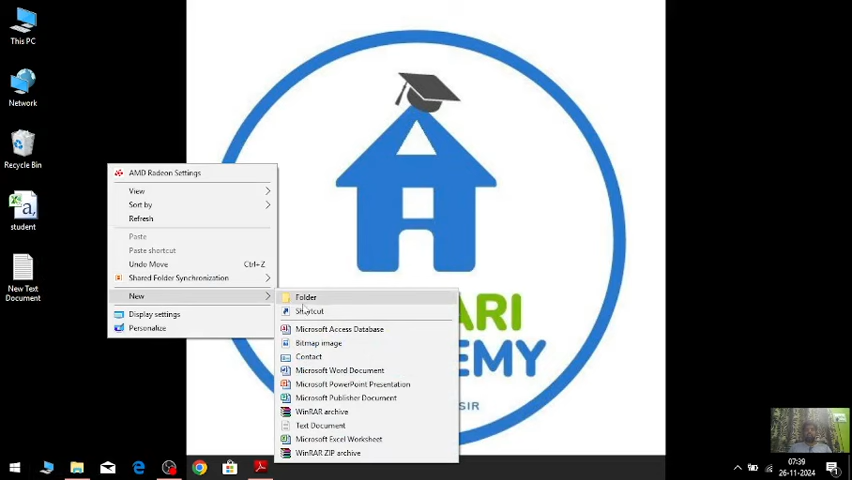 This PC
Network
Recycle Bin
student
New Text
Document
AMD Radeon Settings
View
Sort by
Refresh
Paste
Paste shortcut
Undo Move Ctrl+Z
Shared Folder Synchronization
New
Display settings
Personalize
Folder
Shortcut
Microsoft Access Database
Bitmap image
Contact
Microsoft Word Document
Microsoft PowerPoint Presentation
Microsoft Publisher Document
WinRAR archive
Text Document
Microsoft Excel Worksheet
WinRAR ZIP archive
ARI
EMY
SIR
07:39
26-11-2024